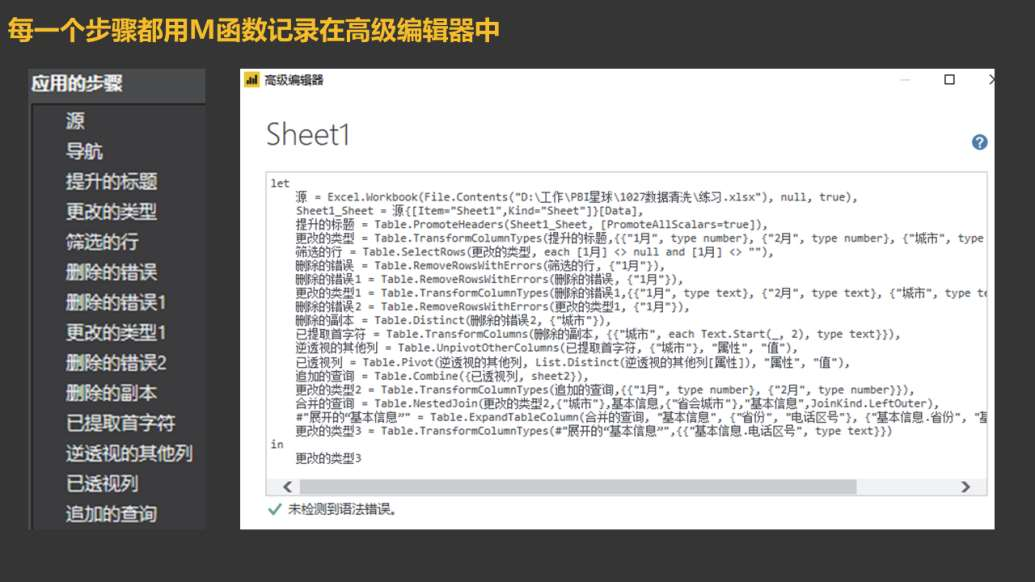 每一个步骤都用M函数记录在高级编辑器中
应用的步骤
源
导航
提升的标题
更改的类型
筛选的行
删除的错误
删除的错误1
更改的类型1
删除的错误2
删除的副本
已提取首字符
逆透视的其他列
已透视列
追加的查询
高级编辑器
Sheet1
let
源 = Excel.Workbook(File.Contents("D:\工作\PBI星球\1027数据清洗\练习.xlsx"), null, true),
Sheet1_Sheet = 源{[Item="Sheet1",Kind="Sheet"]}[Data],
提升的标题 = Table.PromoteHeaders(Sheet1_Sheet, [PromoteAllScalars=true]),
更改的类型 = Table.TransformColumnTypes(提升的标题,{{"1月", type number}, {"2月", type number}, {"城市", type
筛选的行 = Table.SelectRows(更改的类型, each [1月] <> null and [1月] <> ""),
删除的错误 = Table.RemoveRowsWithErrors(筛选的行, {"1月"}),
删除的错误1 = Table.RemoveRowsWithErrors(删除的错误, {"1月"}),
更改的类型1 = Table.TransformColumnTypes(删除的错误1,{{"1月", type text}, {"2月", type text}, {"城市", type te
删除的错误2 = Table.RemoveRowsWithErrors(更改的类型1, {"1月"}),
删除的副本 = Table.Distinct(删除的错误2, {"城市"}),
已提取首字符 = Table.TransformColumns(删除的副本, {{"城市", each Text.Start(_, 2), type text}}),
逆透视的其他列 = Table.UnpivotOtherColumns(已提取首字符, {"城市"}, "属性", "值"),
已透视列 = Table.Pivot(逆透视的其他列, List.Distinct(逆透视的其他列[属性]), "属性", "值"),
追加的查询 = Table.Combine({已透视列, sheet2}),
更改的类型2 = Table.TransformColumnTypes(追加的查询,{{"1月", type number}, {"2月", type number}}),
合并的查询 = Table.NestedJoin(更改的类型2,{"城市"},基本信息,{"省会城市"},"基本信息",JoinKind.LeftOuter),
#"展开的“基本信息”" = Table.ExpandTableColumn(合并的查询, "基本信息", {"省份", "电话区号"}, {"基本信息.省份", "基
更改的类型3 = Table.TransformColumnTypes(#"展开的“基本信息”",{{"基本信息.电话区号", type text}})
in
更改的类型3
未检测到语法错误。